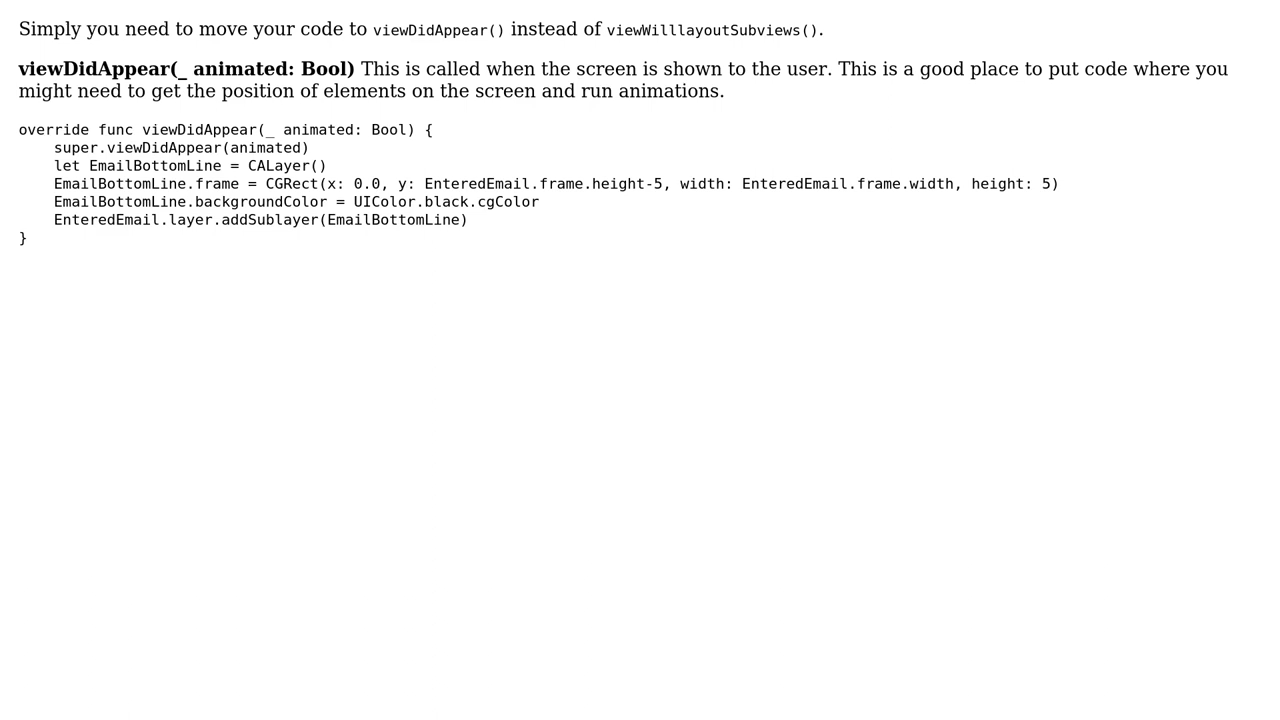 Simply you need to move your code to viewDidAppear() instead of viewWilllayoutSubviews().
viewDidAppear(_ animated: Bool) This is called when the screen is shown to the user. This is a good place to put code where you
might need to get the position of elements on the screen and run animations.
override func viewDidAppear(_ animated: Bool) {
    super.viewDidAppear(animated)
    let EmailBottomLine = CALayer()
    EmailBottomLine.frame = CGRect(x: 0.0, y: EnteredEmail.frame.height-5, width: EnteredEmail.frame.width, height: 5)
    EmailBottomLine.backgroundColor = UIColor.black.cgColor
    EnteredEmail.layer.addSublayer(EmailBottomLine)
}